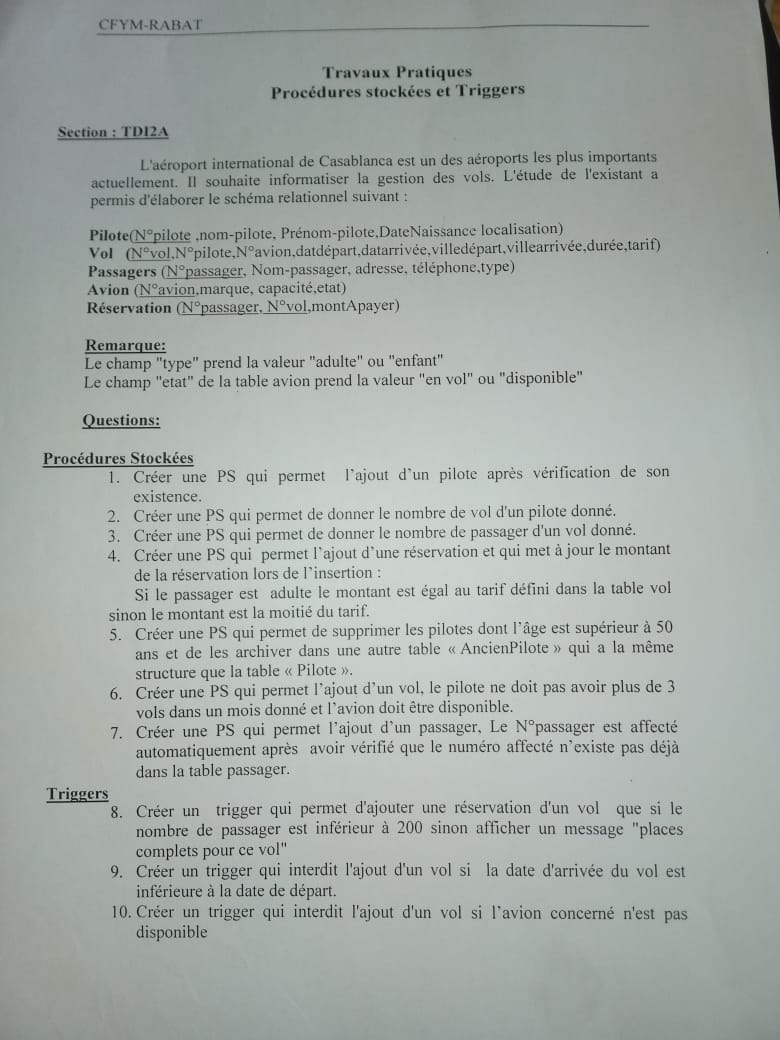 CFYM-RABAT
Travaux Pratiques
Procédures stockées et Triggers
Section : TDI2A
L'aéroport international de Casablanca est un des aéroports les plus importants
actuellement. Il souhaite informatiser la gestion des vols. L'étude de l'existant a
permis d'élaborer le schéma relationnel suivant :
Pilote(N°pilote ,nom-pilote, Prénom-pilote,DateNaissance localisation)
Vol (N°vol,N°pilote,N°avion,datdépart,datarrivée,villedépart,villearrivée,durée,tarif)
Passagers (N°passager, Nom-passager, adresse, téléphone,type)
Avion (N°avion,marque, capacité,etat)
Réservation (N°passager, N°vol,montApayer)
Remarque:
Le champ "type" prend la valeur "adulte" ou "enfant"
Le champ "etat" de la table avion prend la valeur "en vol" ou "disponible"
Questions:
Procédures Stockées
1. Créer une PS qui permet l'ajout d'un pilote après vérification de son
existence.
2. Créer une PS qui permet de donner le nombre de vol d'un pilote donné.
3. Créer une PS qui permet de donner le nombre de passager d'un vol donné.
4. Créer une PS qui permet l'ajout d'une réservation et qui met à jour le montant
de la réservation lors de l'insertion :
Si le passager est adulte le montant est égal au tarif défini dans la table vol
sinon le montant est la moitié du tarif.
5. Créer une PS qui permet de supprimer les pilotes dont l'âge est supérieur à 50
ans et de les archiver dans une autre table « AncienPilote » qui a la même
structure que la table « Pilote ».
6. Créer une PS qui permet l'ajout d'un vol, le pilote ne doit pas avoir plus de 3
vols dans un mois donné et l'avion doit être disponible.
7. Créer une PS qui permet l'ajout d'un passager, Le N°passager est affecté
automatiquement après avoir vérifié que le numéro affecté n'existe pas déjà
dans la table passager.
Triggers
8. Créer un trigger qui permet d'ajouter une réservation d'un vol que si le
nombre de passager est inférieur à 200 sinon afficher un message "places
complets pour ce vol"
9. Créer un trigger qui interdit l'ajout d'un vol si la date d'arrivée du vol est
inférieure à la date de départ.
10. Créer un trigger qui interdit l'ajout d'un vol si l'avion concerné n'est pas
disponible